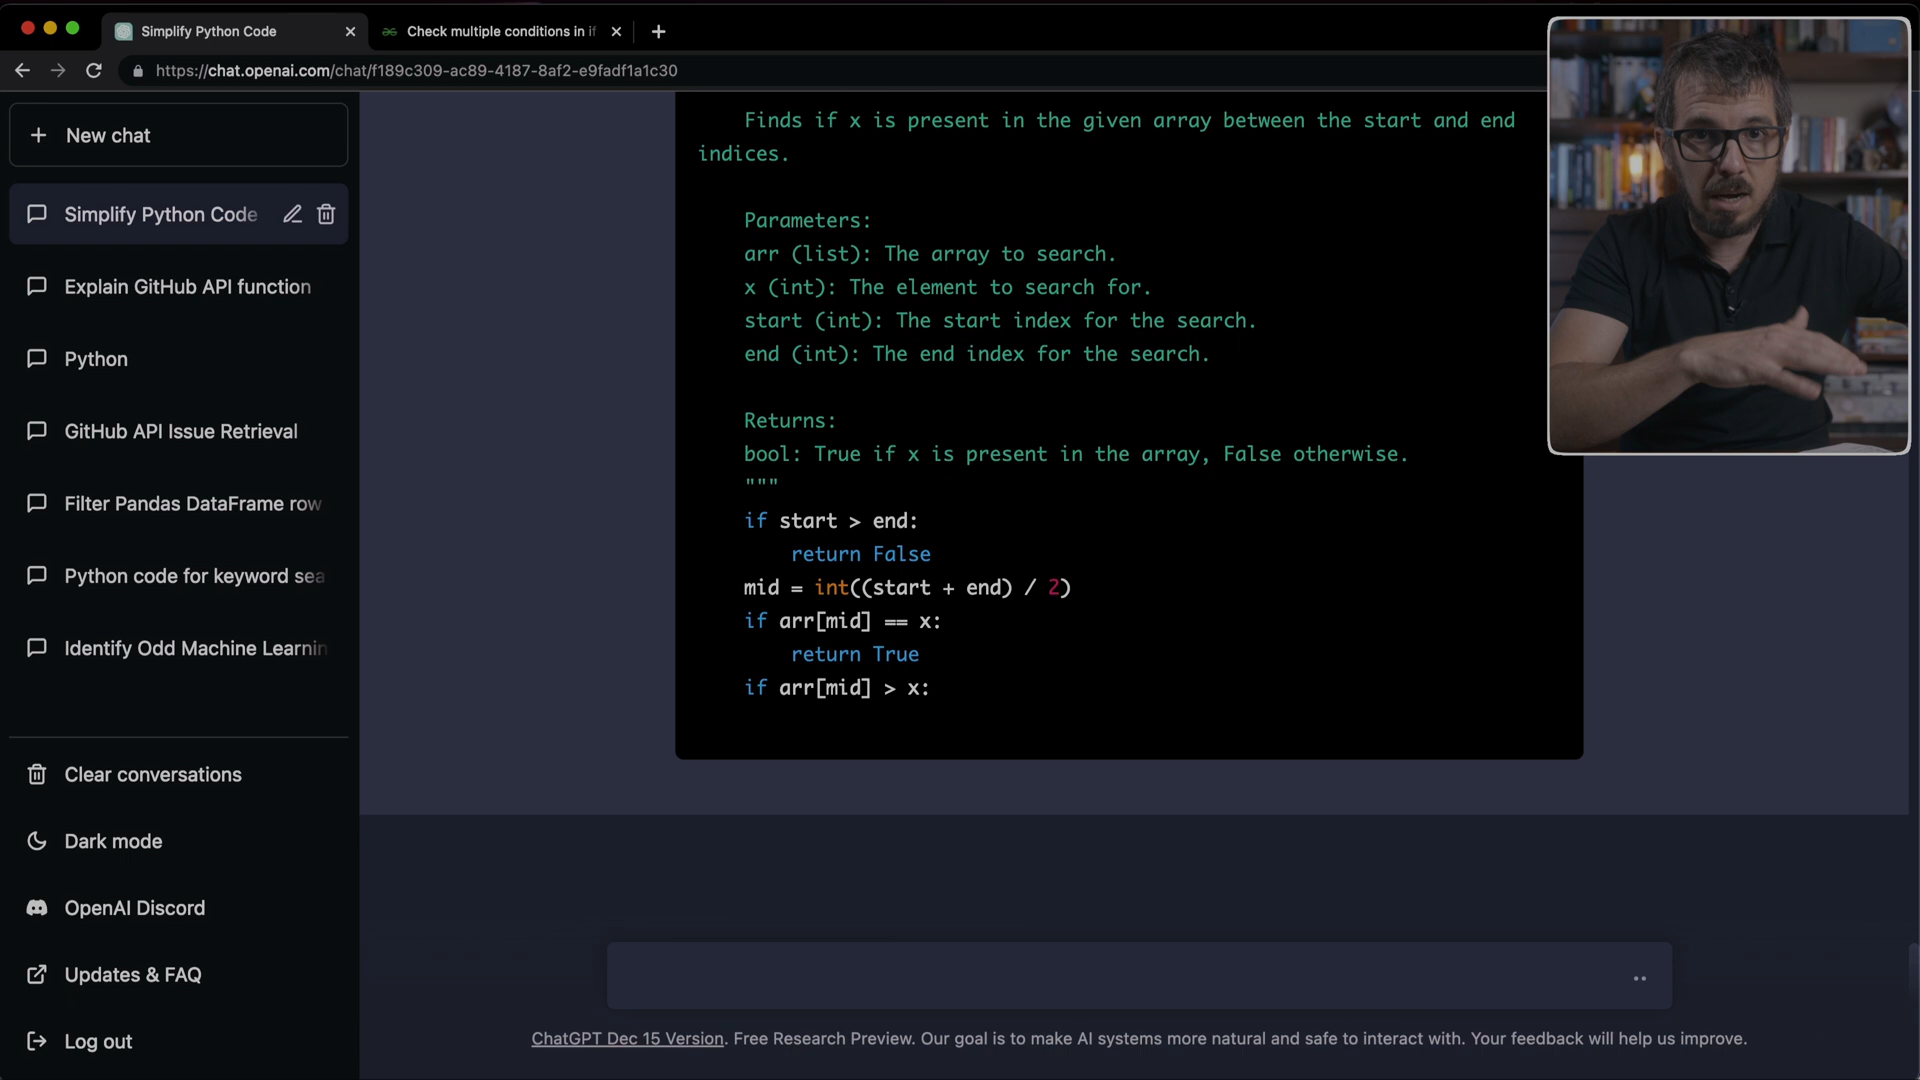 Simplify Python Code
Check multiple conditions in if
https://chat.openai.com/chat/f189c309-ac89-4187-8af2-e9fadf1a1c30
New chat
Simplify Python Code
Explain GitHub API function
Python
GitHub API Issue Retrieval
Filter Pandas DataFrame row
Python code for keyword sea
Identify Odd Machine Learnin
Clear conversations
Dark mode
OpenAI Discord
Updates & FAQ
Log out
Finds if x is present in the given array between the start and end
indices.
Parameters:
arr (list): The array to search.
x (int): The element to search for.
start (int): The start index for the search.
end (int): The end index for the search.
Returns:
bool: True if x is present in the array, False otherwise.
"""
if start > end:
return False
mid = int((start + end) / 2)
if arr[mid] == x:
return True
if arr[mid] > x:
ChatGPT Dec 15 Version. Free Research Preview. Our goal is to make AI systems more natural and safe to interact with. Your feedback will help us improve.